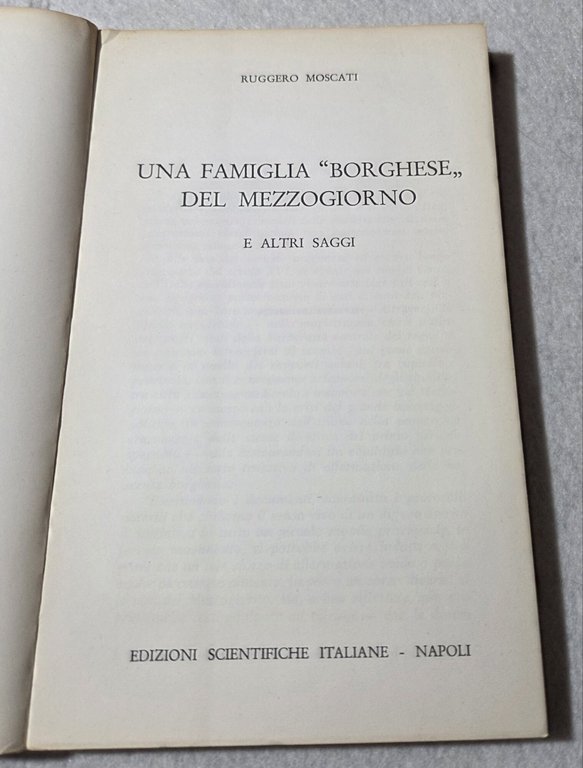 RUGGERO MOSCATI
UNA FAMIGLIA “BORGHESE„
DEL MEZZOGIORNO
E ALTRI SAGGI
EDIZIONI SCIENTIFICHE ITALIANE - NAPOLI